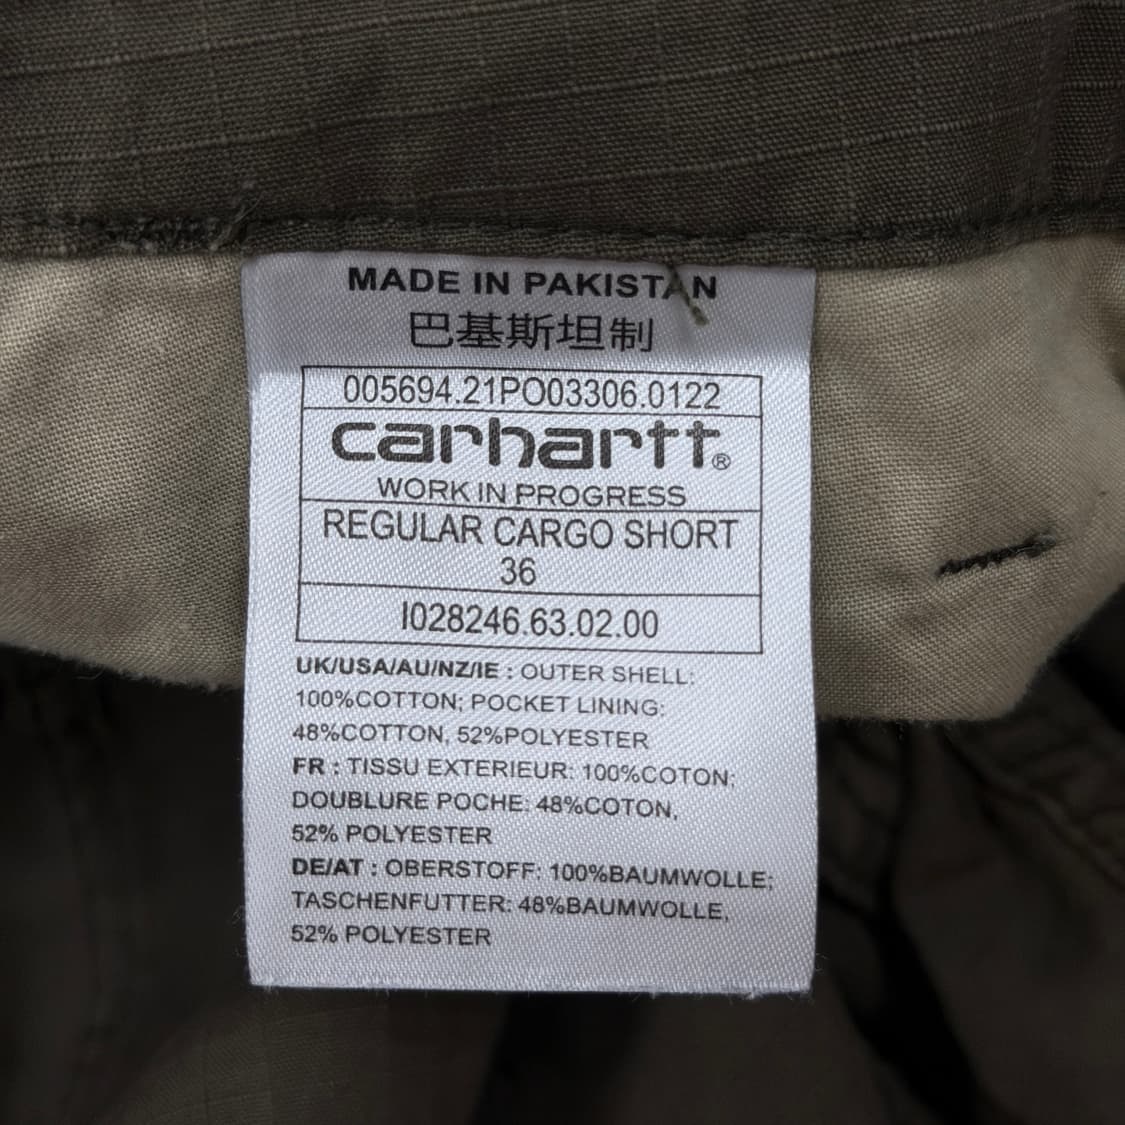 MADE IN PAKISTAN
巴基斯坦制
005694.21PO03306.0122
carhartt®
WORK IN PROGRESS
REGULAR CARGO SHORT
36
I028246.63.02.00
UK/USA/AU/NZ/IE : OUTER SHELL:
100%COTTON; POCKET LINING:
48%COTTON, 52%POLYESTER
FR : TISSU EXTERIEUR: 100%COTON;
DOUBLURE POCHE: 48%COTON,
52% POLYESTER
DE/AT : OBERSTOFF: 100%BAUMWOLLE;
TASCHENFUTTER: 48%BAUMWOLLE,
52% POLYESTER